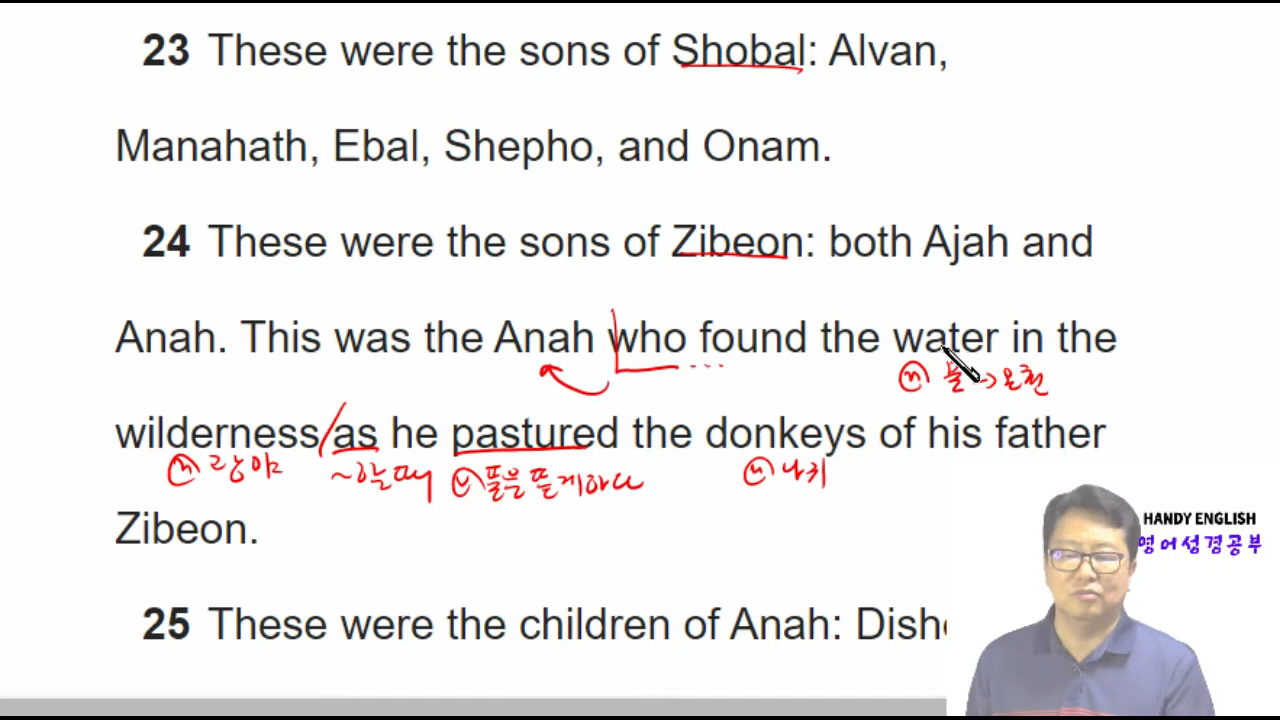 23 These were the sons of Shobal: Alvan,
Manahath, Ebal, Shepho, and Onam.
24 These were the sons of Zibeon: both Ajah and
Anah. This was the Anah who found the water in the
ⓝ 물 → 온천
wilderness / as he pastured the donkeys of his father
ⓝ 광야 ~할 때 ⓥ 풀을 뜯게하다 ⓝ 나귀
Zibeon.
HANDY ENGLISH
영어성경공부
25 These were the children of Anah: